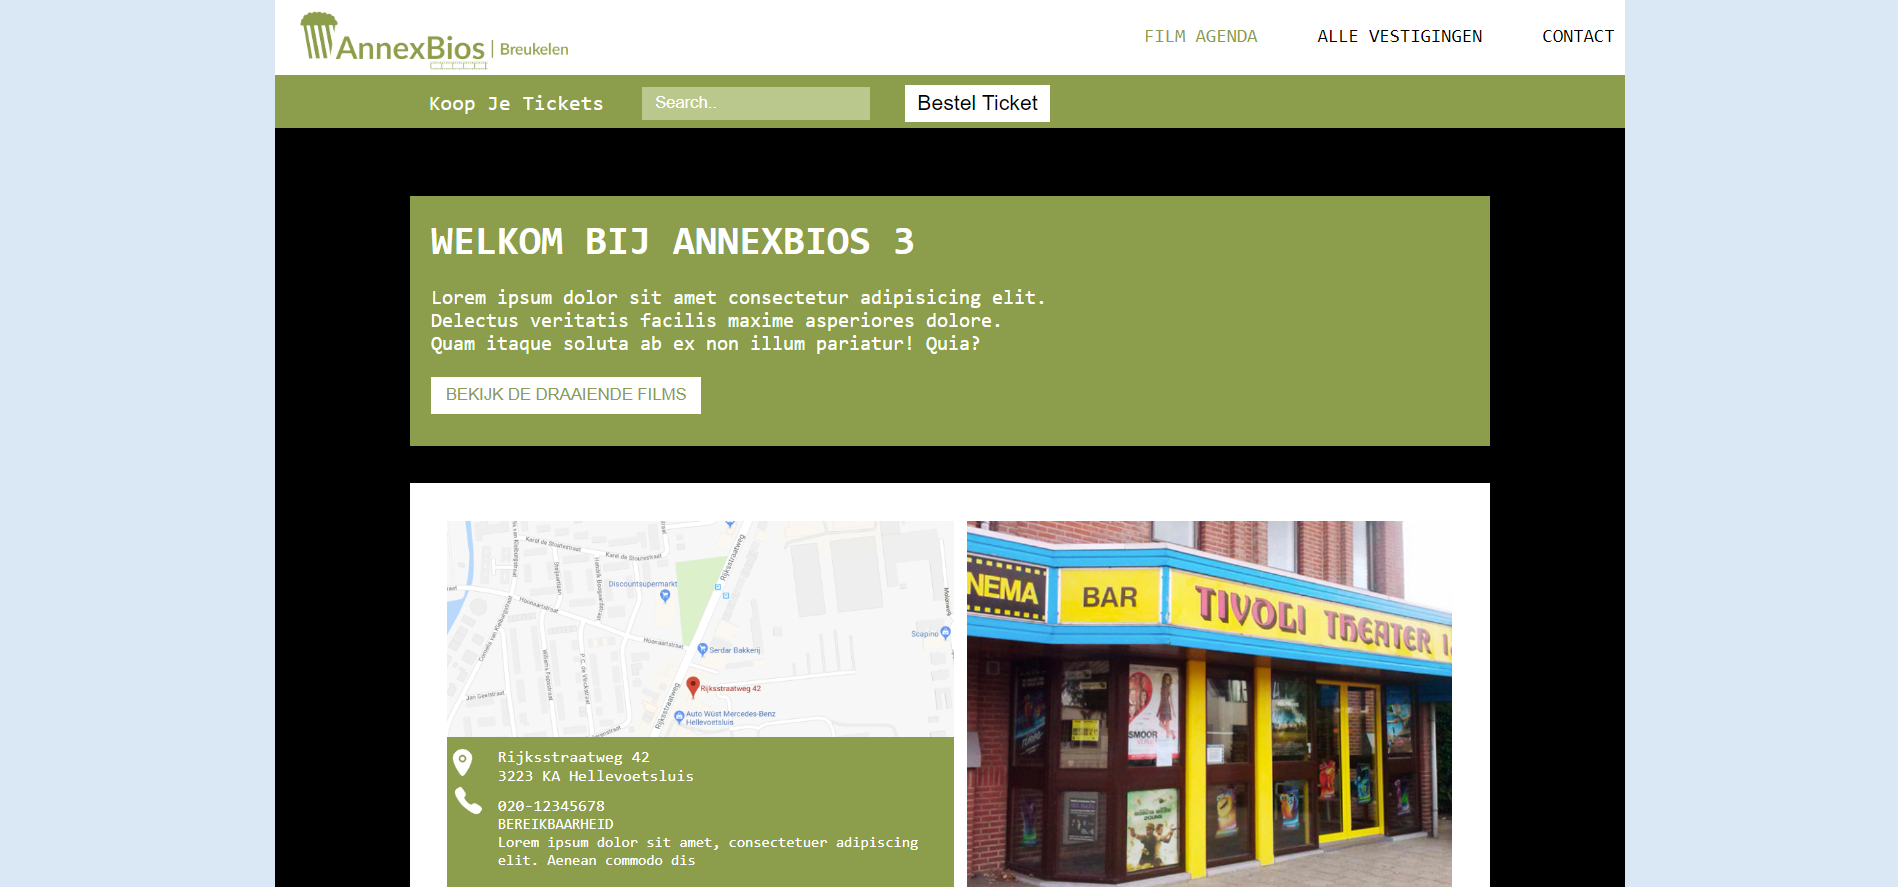 AnnexBios | Breukelen
FILM AGENDA
ALLE VESTIGINGEN
CONTACT
Koop Je Tickets
Search..
Bestel Ticket
WELKOM BIJ ANNEXBIOS 3
Lorem ipsum dolor sit amet consectetur adipisicing elit.
Delectus veritatis facilis maxime asperiores dolore.
Quam itaque soluta ab ex non illum pariatur! Quia?
BEKIJK DE DRAAIENDE FILMS
Karel de Stoutestraat
Karel de Stoutestraat
Discountsupermarkt
Rijksstraatweg
Hoonaartstraat
Hoonaartstraat
Scapino
Serdar Bakkerij
Rijksstraatweg 42
Rijksstraatweg
Jan Geetstraat
Auto Wüst Mercedes-Benz
Hellevoetsluis
NEMA
BAR
TIVOLI THEATER
SMOOR
Rijksstraatweg 42
3223 KA Hellevoetsluis
020-12345678
BEREIKBAARHEID
Lorem ipsum dolor sit amet, consectetuer adipiscing
elit. Aenean commodo dis